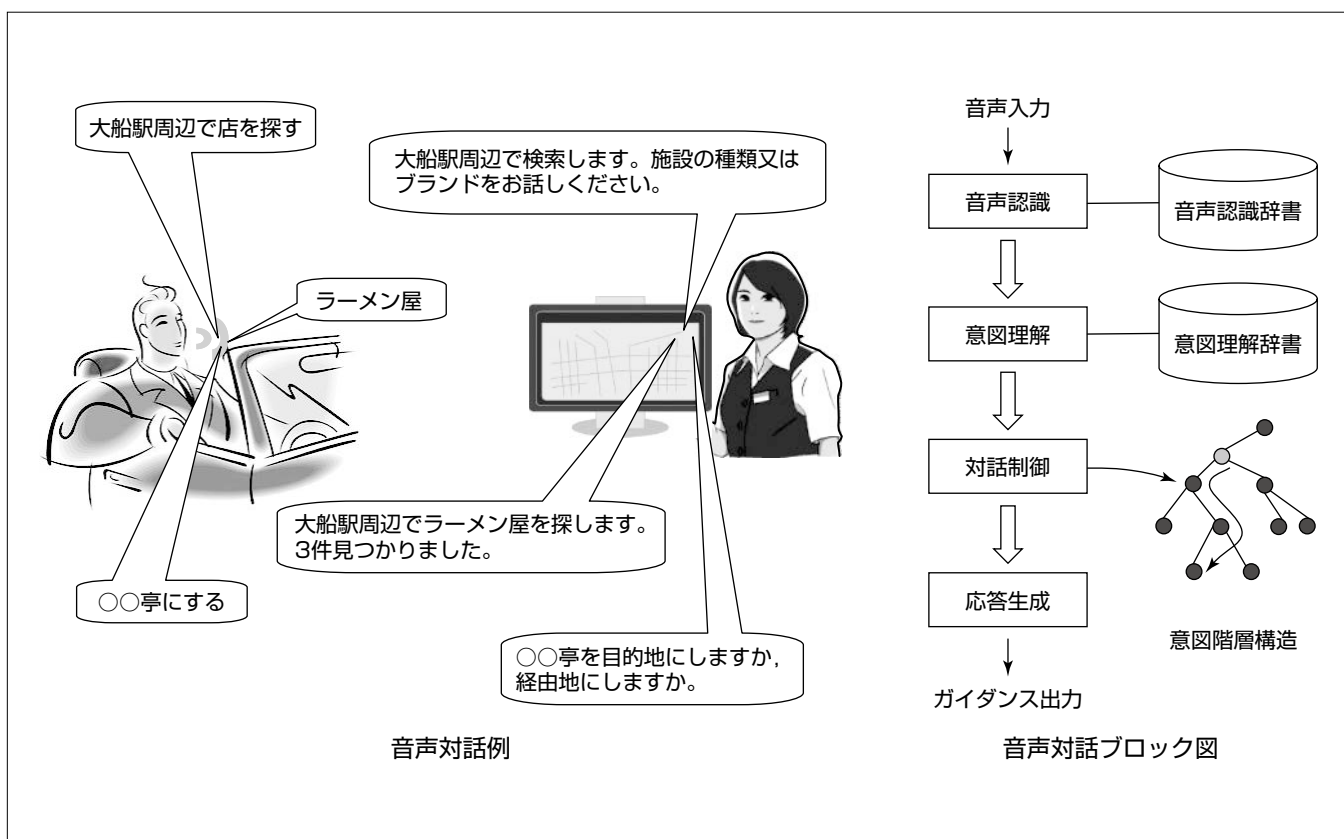 大船駅周辺で店を探す
大船駅周辺で検索します。施設の種類又は
ブランドをお話しください。
ラーメン屋
大船駅周辺でラーメン屋を探します。
3件見つかりました。
○○亭にする
○○亭を目的地にしますか,
経由地にしますか。
音声対話例
音声入力
音声認識
音声認識辞書
意図理解
意図理解辞書
対話制御
応答生成
意図階層構造
ガイダンス出力
音声対話ブロック図